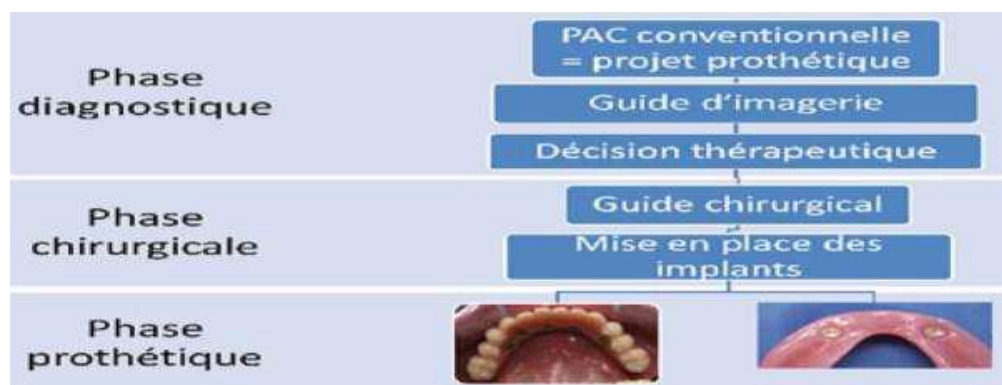 Phase
diagnostique
PAC conventionnelle
= projet prothétique
Guide d'imagerie
Décision thérapeutique
Phase
chirurgicale
Guide chirurgical
Mise en place des
implants
Phase
prothétique